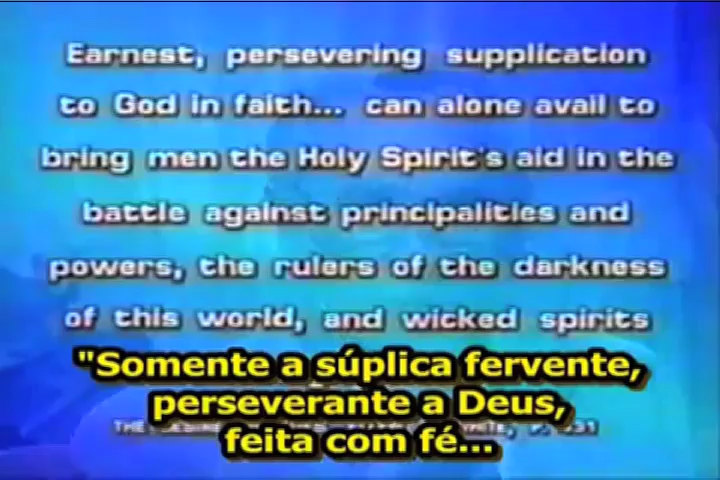 Earnest, persevering supplication
to God in faith... can alone avail to
bring men the Holy Spirit's aid in the
battle against principalities and
powers, the rulers of the darkness
of this world, and wicked spirits
"Somente a súplica fervente,
perseverante a Deus,
THE
feita com fé...